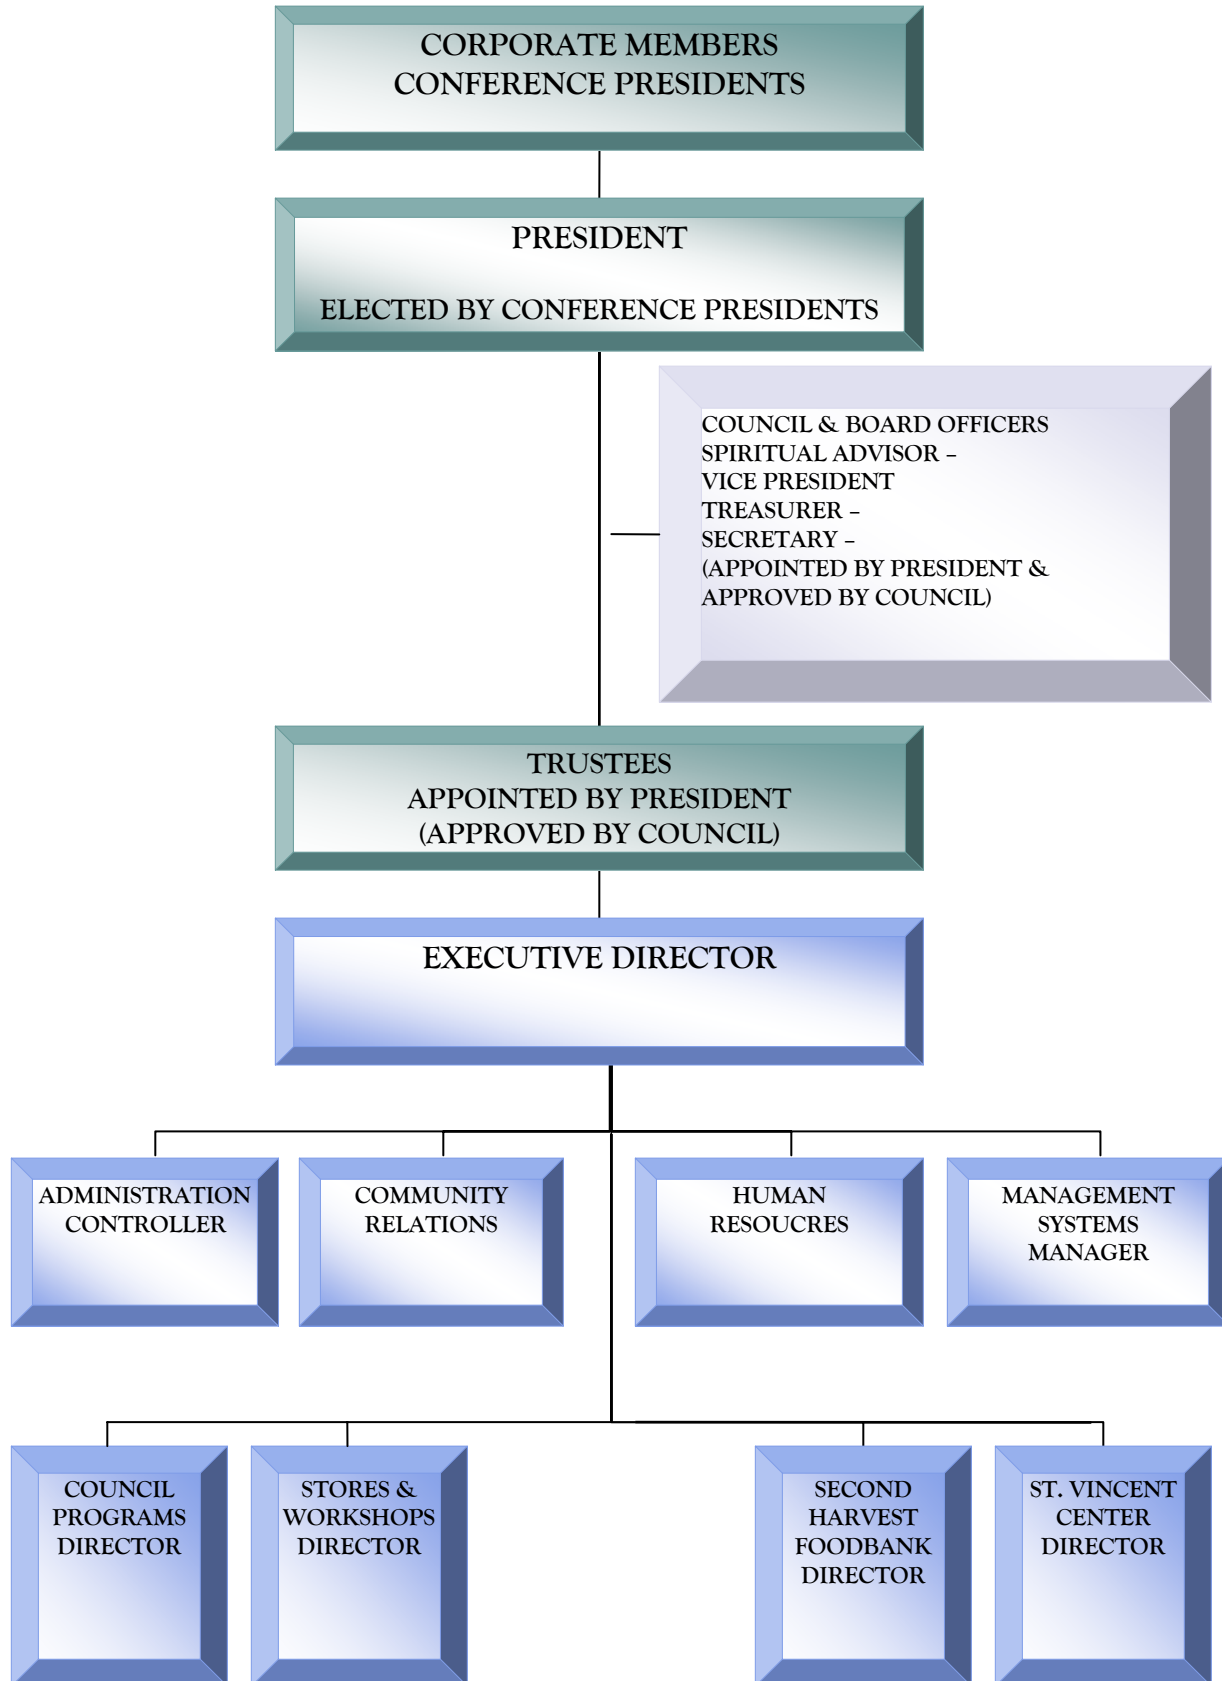 CORPORATE MEMBERS
CONFERENCE PRESIDENTS
PRESIDENT
ELECTED BY CONFERENCE PRESIDENTS
COUNCIL & BOARD OFFICERS
SPIRITUAL ADVISOR –
VICE PRESIDENT
TREASURER –
SECRETARY –
(APPOINTED BY PRESIDENT &
APPROVED BY COUNCIL)
TRUSTEES
APPOINTED BY PRESIDENT
(APPROVED BY COUNCIL)
EXECUTIVE DIRECTOR
ADMINISTRATION
CONTROLLER
COMMUNITY
RELATIONS
HUMAN
RESOUCRES
MANAGEMENT
SYSTEMS
MANAGER
COUNCIL
PROGRAMS
DIRECTOR
STORES &
WORKSHOPS
DIRECTOR
SECOND
HARVEST
FOODBANK
DIRECTOR
ST. VINCENT
CENTER
DIRECTOR